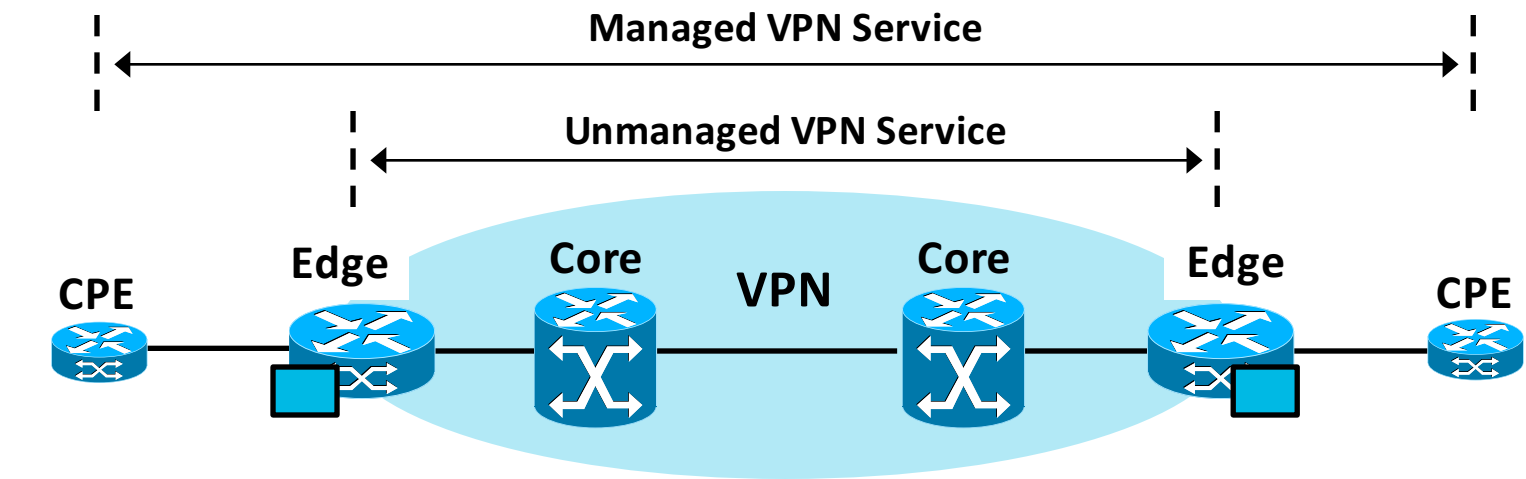 Managed VPN Service
Unmanaged VPN Service
Edge
Core
VPN
Core
Edge
CPE
CPE